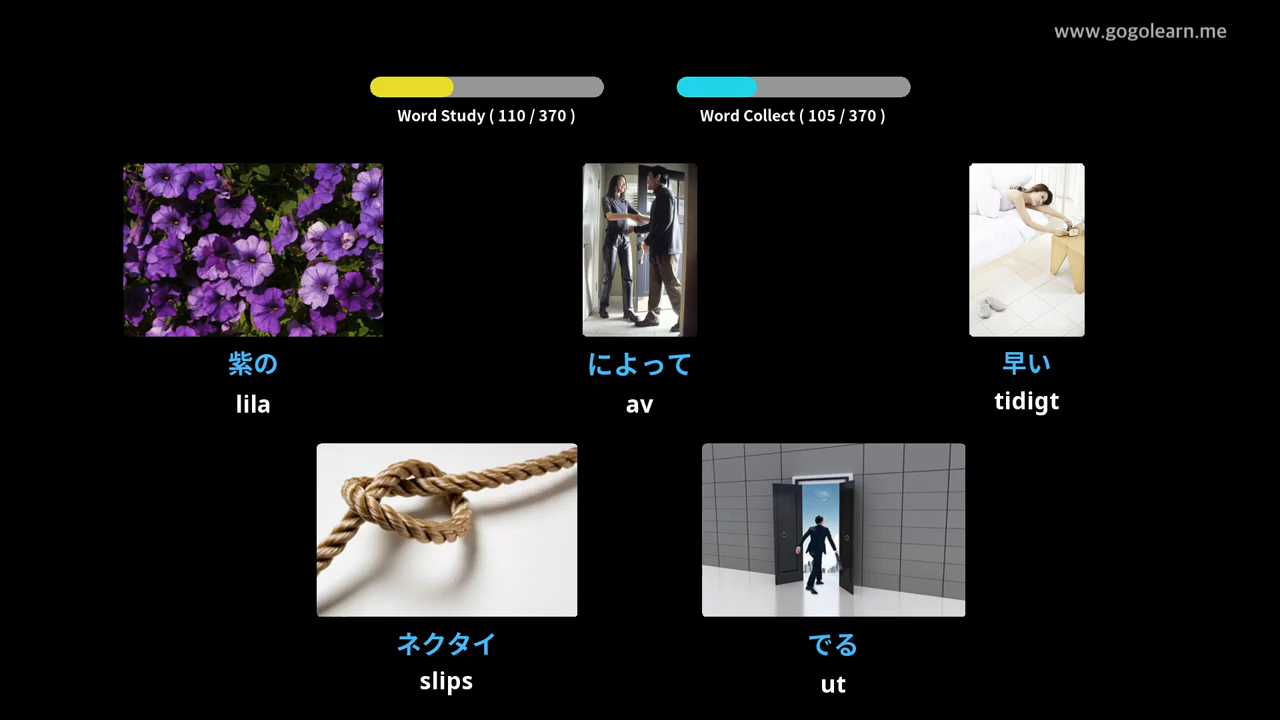 www.gogolearn.me
Word Study ( 110 / 370 )
Word Collect ( 105 / 370 )
紫の
lila
によって
av
早い
tidigt
ネクタイ
slips
でる
ut